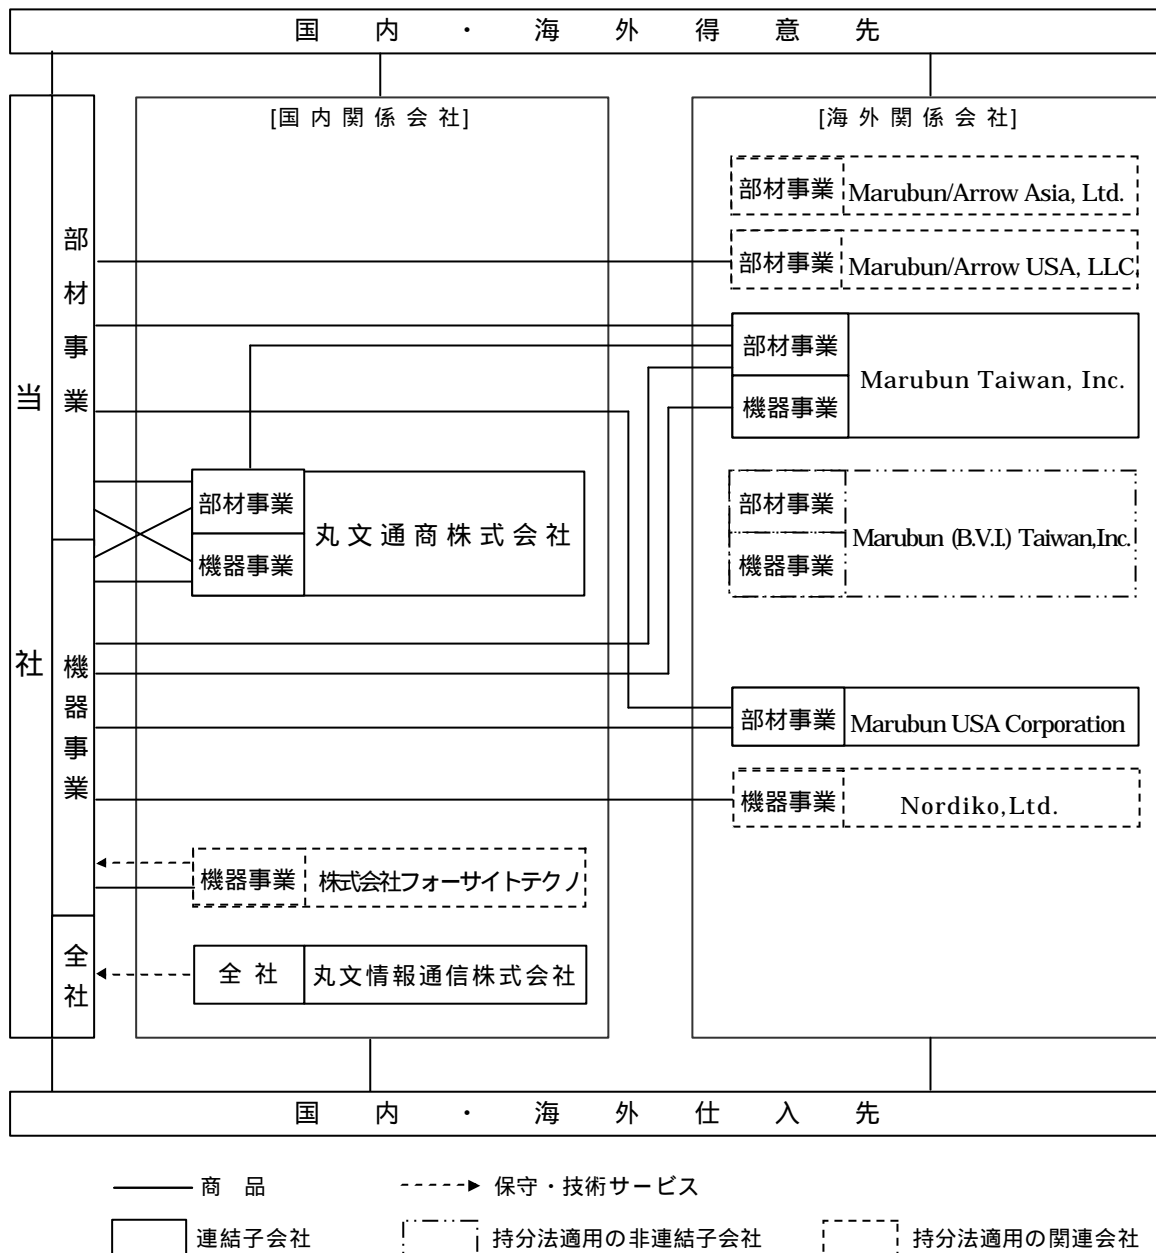 国内・海外得意先
当社
部材事業
機器事業
全社
[国内関係会社]
部材事業
機器事業
丸文通商株式会社
機器事業
株式会社フォーサイトテクノ
全社
丸文情報通信株式会社
[海外関係会社]
部材事業
Marubun/Arrow Asia, Ltd.
部材事業
Marubun/Arrow USA, LLC.
部材事業
機器事業
Marubun Taiwan, Inc.
部材事業
機器事業
Marubun (B.V.I.) Taiwan,Inc.
部材事業
Marubun USA Corporation
機器事業
Nordiko,Ltd.
国内・海外仕入先
商品
保守・技術サービス
連結子会社
持分法適用の非連結子会社
持分法適用の関連会社